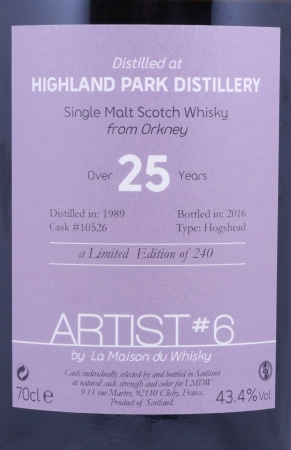 Distilled at
HIGHLAND PARK DISTILLERY
Single Malt Scotch Whisky
from Orkney
Over 25 Years
Distilled in: 1989 Bottled in: 2016
Cask #10526 Type: Hogshead
a Limited Edition of 240
ARTIST #6
by La Maison du Whisky
Cask individually selected by and bottled in Scotland
at natural cask strength and color for LMDW
9-11 rue Martre, 92110 Clichy, France.
Product of Scotland.
70cl e 43.4% Vol.